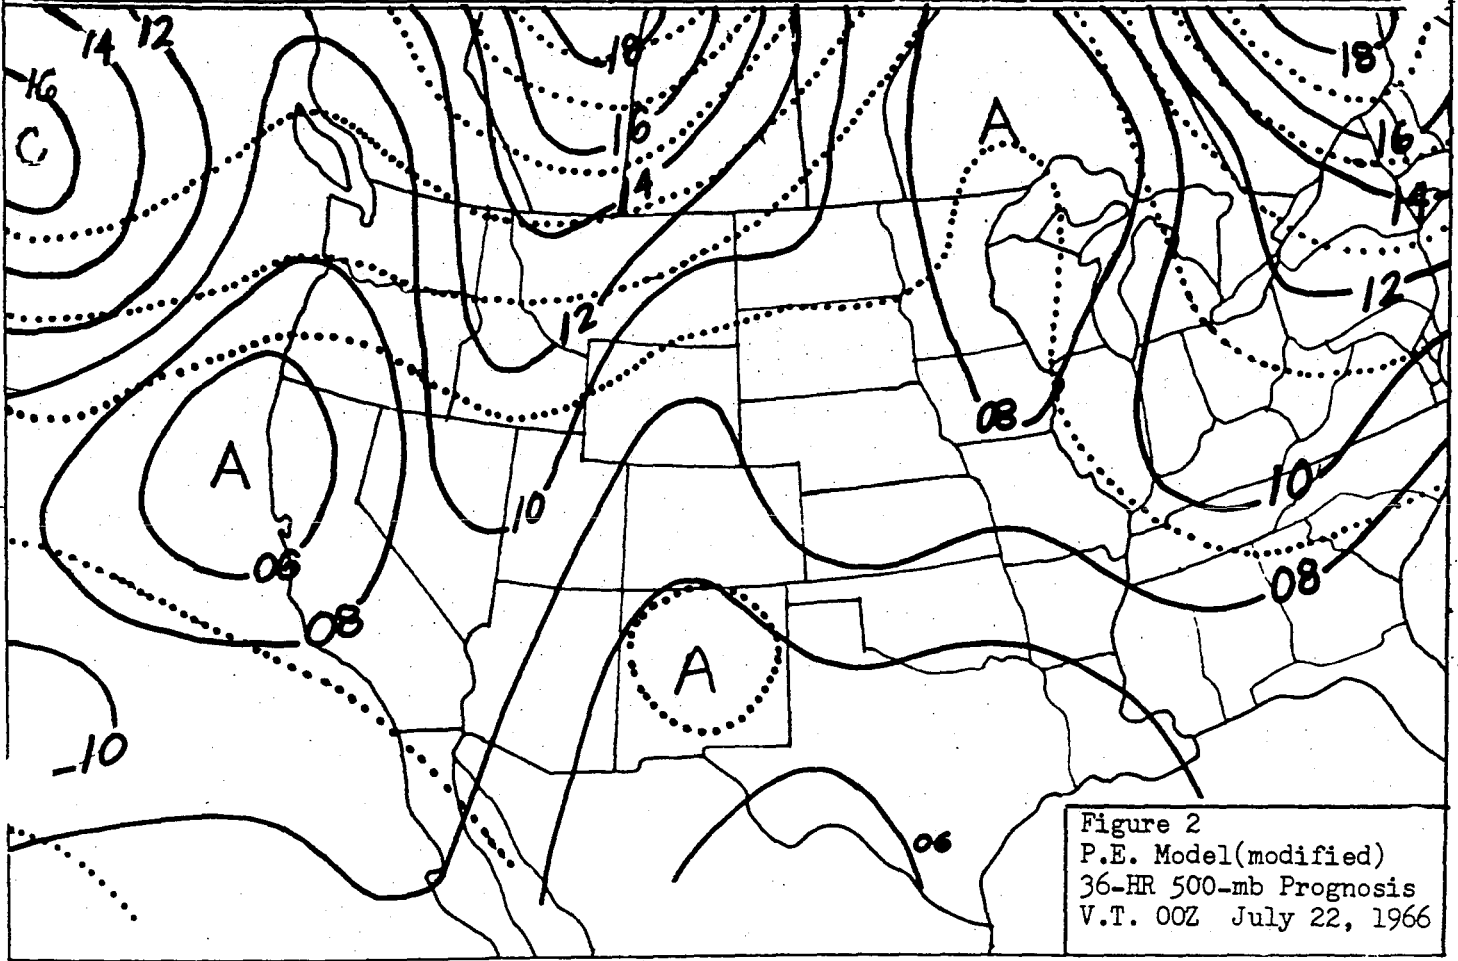 14 12 18 18
16 C A 16 16
14 14
12 12
08
A 10 10
06 08 08
A
-10
06
Figure 2
P.E. Model(modified)
36-HR 500-mb Prognosis
V.T. 00Z July 22, 1966